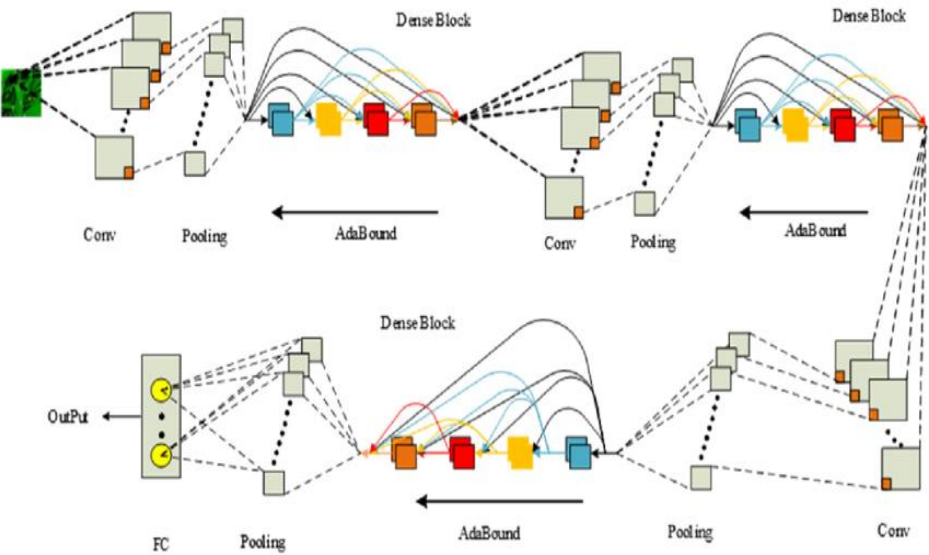 Dense Block
Dense Block
Conv
Pooling
AdaBound
Conv
Pooling
AdaBound
Dense Block
OutPut
FC
Pooling
AdaBound
Pooling
Conv